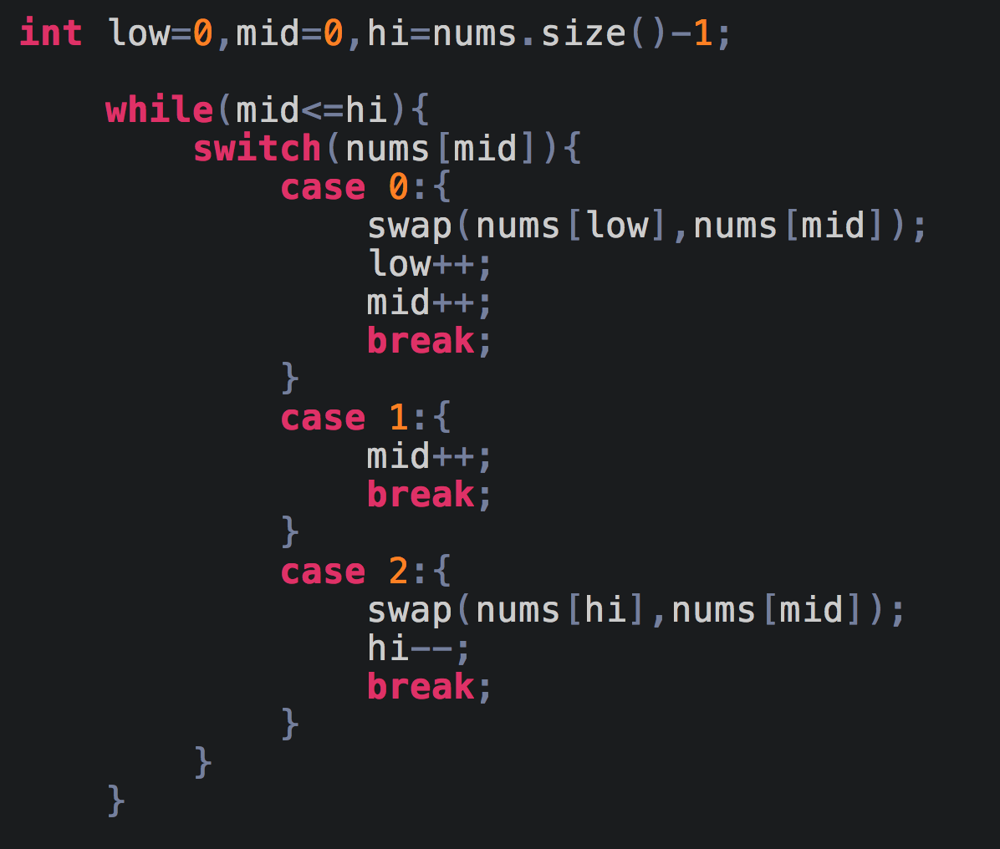 int low=0,mid=0,hi=nums.size()-1;
while(mid<=hi){
switch(nums[mid]){
case 0:{
swap(nums[low],nums[mid]);
low++;
mid++;
break;
}
case 1:{
mid++;
break;
}
case 2:{
swap(nums[hi],nums[mid]);
hi--;
break;
}
}
}